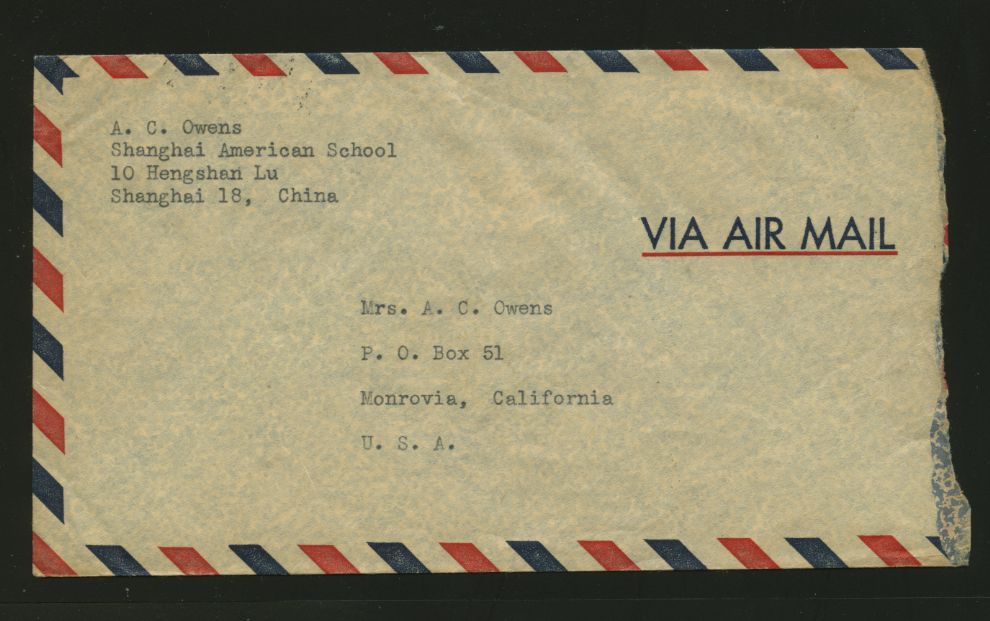 A. C. Owens
Shanghai American School
10 Hengshan Lu
Shanghai 18, China
VIA AIR MAIL
Mrs. A. C. Owens
P. O. Box 51
Monrovia, California
U. S. A.